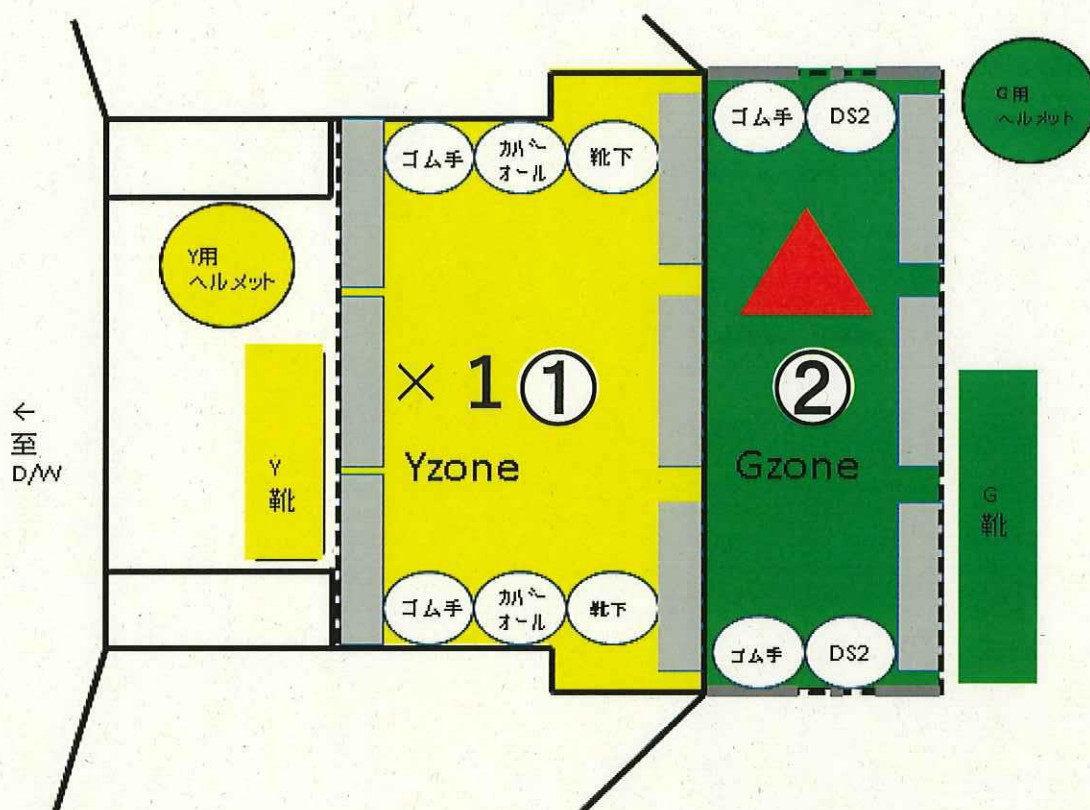 ゴム手
カバー
オール
靴下
ゴム手
DS2
G用
ヘルメット
Y用
ヘルメット
×1
①
②
Yzone
Gzone
←
至
D/W
Y
靴
G
靴
ゴム手
カバー
オール
靴下
ゴム手
DS2